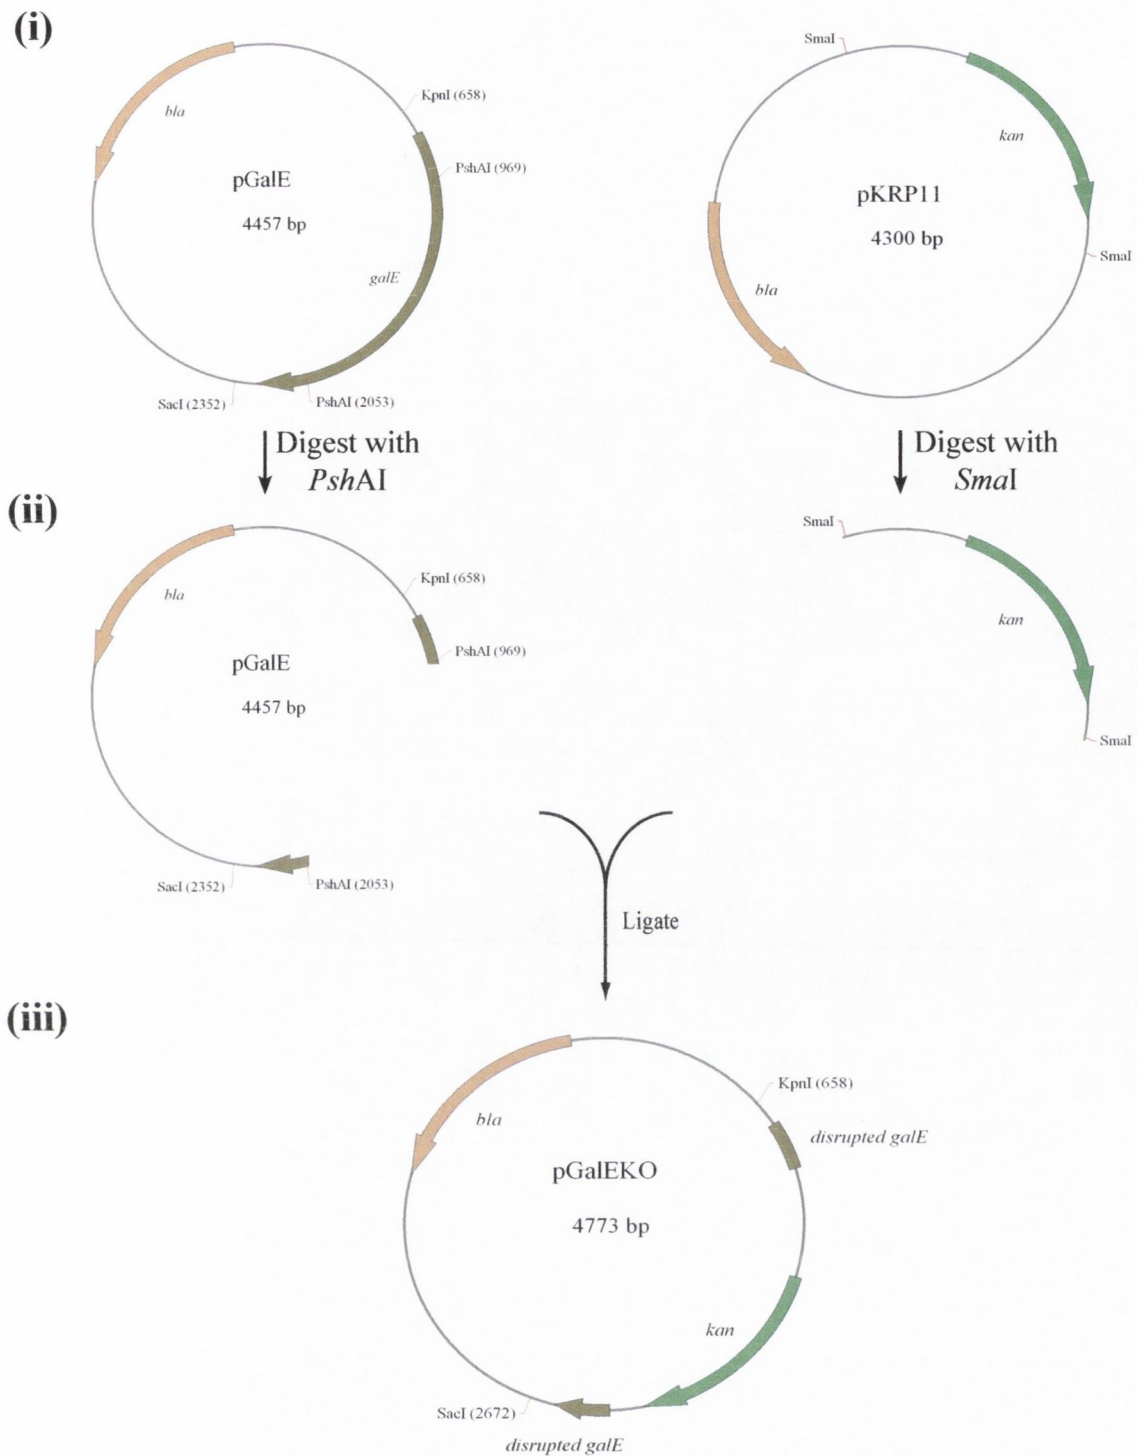 (i)
bla
KpnI (658)
PshAI (969)
pGalE
4457 bp
galE
SacI (2352)
PshAI (2053)
SmaI
kan
pKRP11
4300 bp
SmaI
bla
Digest with
PshAI
Digest with
SmaI
(ii)
bla
KpnI (658)
PshAI (969)
pGalE
4457 bp
SacI (2352)
PshAI (2053)
SmaI
kan
SmaI
Ligate
(iii)
bla
KpnI (658)
disrupted galE
pGalEKO
4773 bp
kan
SacI (2672)
disrupted galE